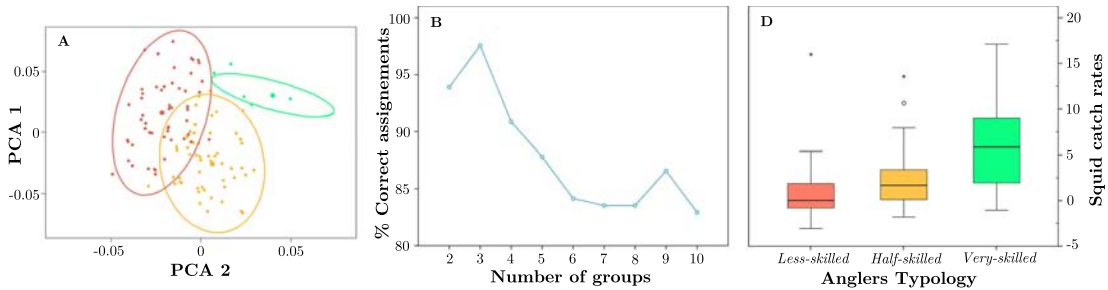 A
PCA 1
0.05
0
-0.05
-0.05
0
0.05
PCA 2
B
% Correct assignements
100
95
90
85
80
2 3 4 5 6 7 8 9 10
Number of groups
D
20
15
10
5
0
-5
Squid catch rates
Less-skilled Half-skilled Very-skilled
Anglers Typology